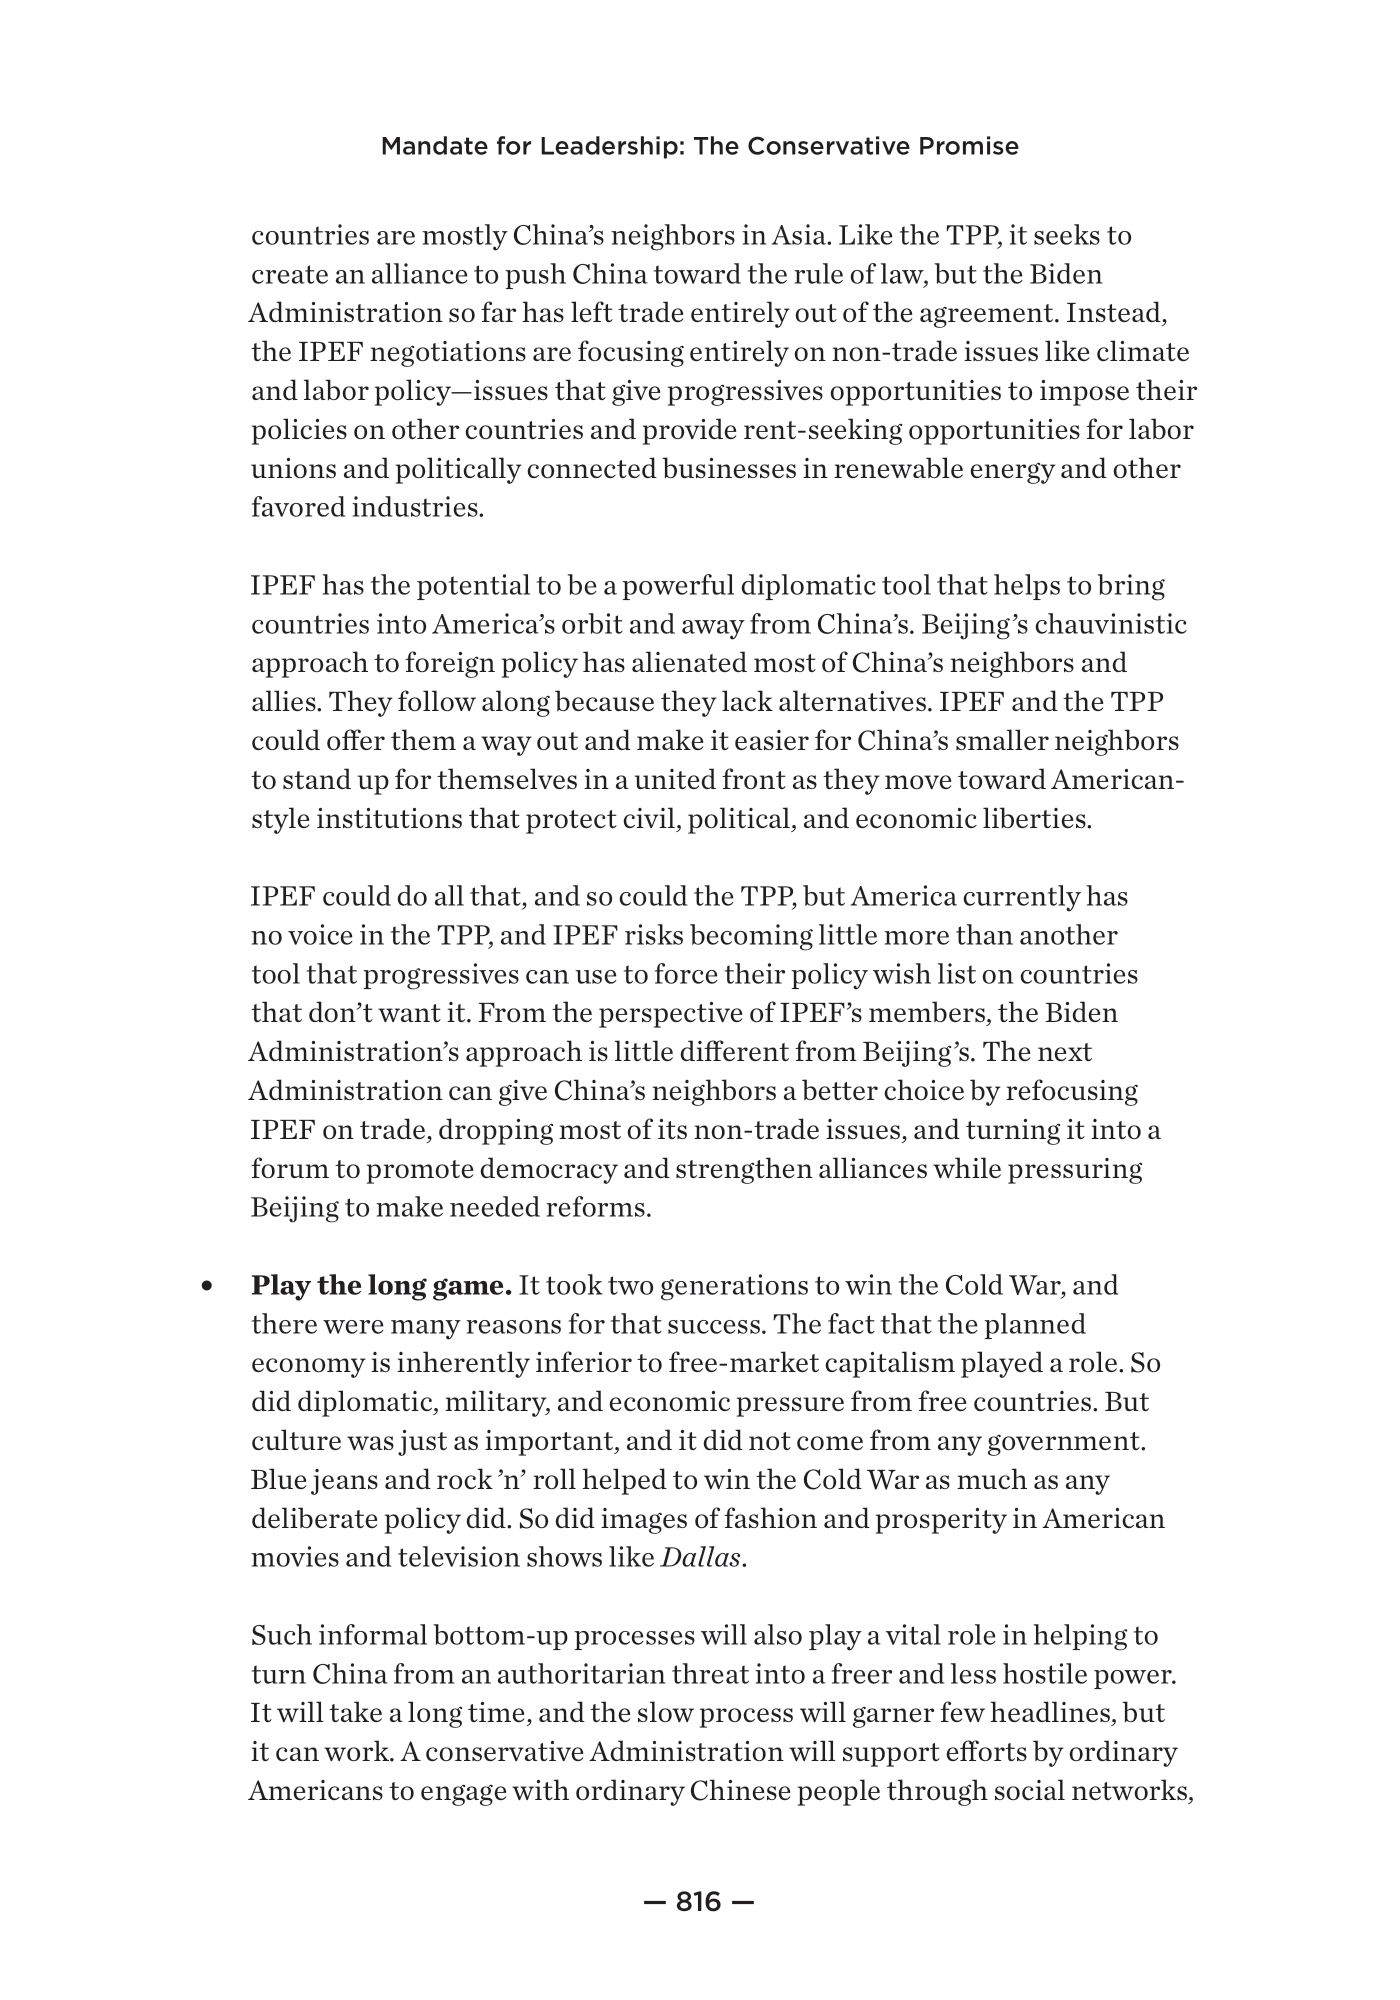 Mandate for Leadership: The Conservative Promise
countries are mostly China’s neighbors in Asia. Like the TPP, it seeks to
create an alliance to push China toward the rule of law, but the Biden
Administration so far has left trade entirely out of the agreement. Instead,
the IPEF negotiations are focusing entirely on non-trade issues like climate
and labor policy—issues that give progressives opportunities to impose their
policies on other countries and provide rent-seeking opportunities for labor
unions and politically connected businesses in renewable energy and other
favored industries.
IPEF has the potential to be a powerful diplomatic tool that helps to bring
countries into America’s orbit and away from China’s. Beijing’s chauvinistic
approach to foreign policy has alienated most of China’s neighbors and
allies. They follow along because they lack alternatives. IPEF and the TPP
could offer them a way out and make it easier for China’s smaller neighbors
to stand up for themselves in a united front as they move toward American-
style institutions that protect civil, political, and economic liberties.
IPEF could do all that, and so could the TPP, but America currently has
no voice in the TPP, and IPEF risks becoming little more than another
tool that progressives can use to force their policy wish list on countries
that don’t want it. From the perspective of IPEF’s members, the Biden
Administration’s approach is little different from Beijing’s. The next
Administration can give China’s neighbors a better choice by refocusing
IPEF on trade, dropping most of its non-trade issues, and turning it into a
forum to promote democracy and strengthen alliances while pressuring
Beijing to make needed reforms.
• Play the long game. It took two generations to win the Cold War, and
there were many reasons for that success. The fact that the planned
economy is inherently inferior to free-market capitalism played a role. So
did diplomatic, military, and economic pressure from free countries. But
culture was just as important, and it did not come from any government.
Blue jeans and rock ’n’ roll helped to win the Cold War as much as any
deliberate policy did. So did images of fashion and prosperity in American
movies and television shows like Dallas.
Such informal bottom-up processes will also play a vital role in helping to
turn China from an authoritarian threat into a freer and less hostile power.
It will take a long time, and the slow process will garner few headlines, but
it can work. A conservative Administration will support efforts by ordinary
Americans to engage with ordinary Chinese people through social networks,
— 816 —